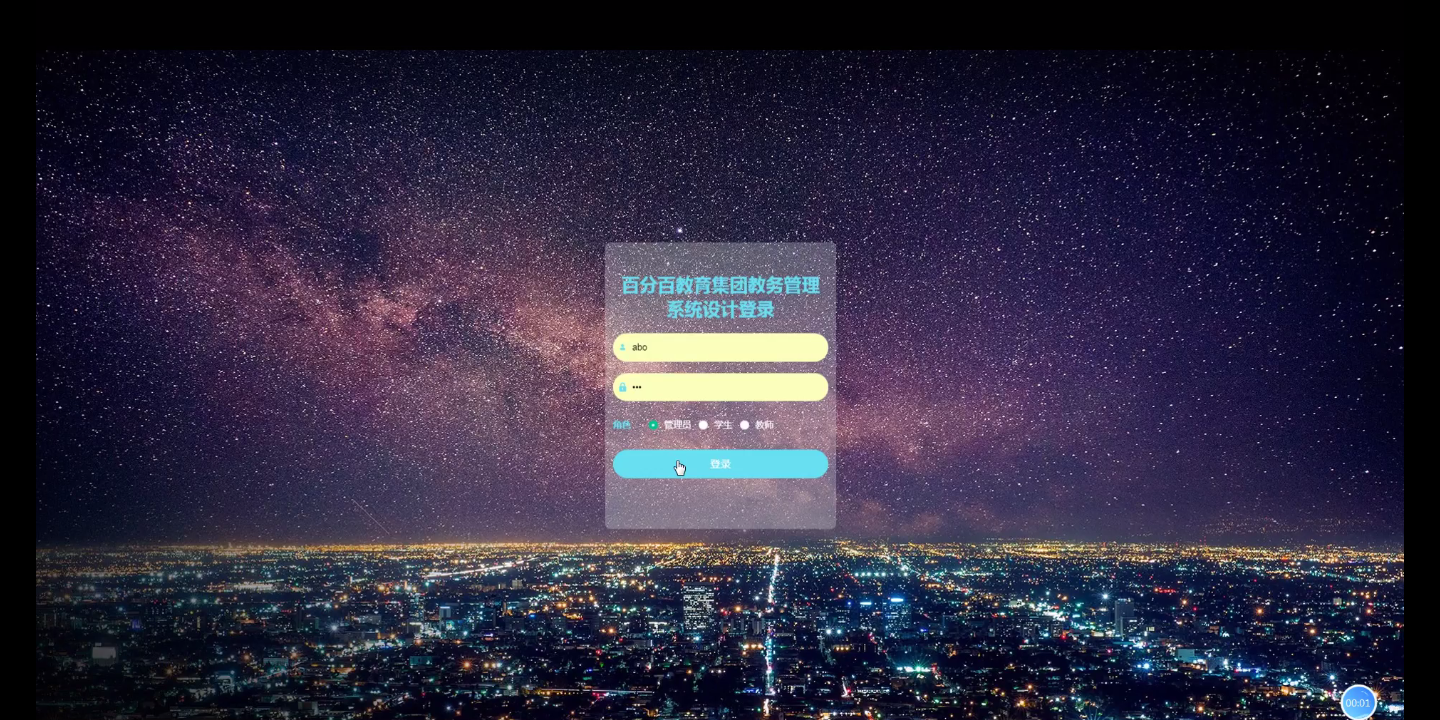 百分百教育集团教务管理
系统设计登录
abo
•••
角色 管理员 学生 教师
登录
00:01